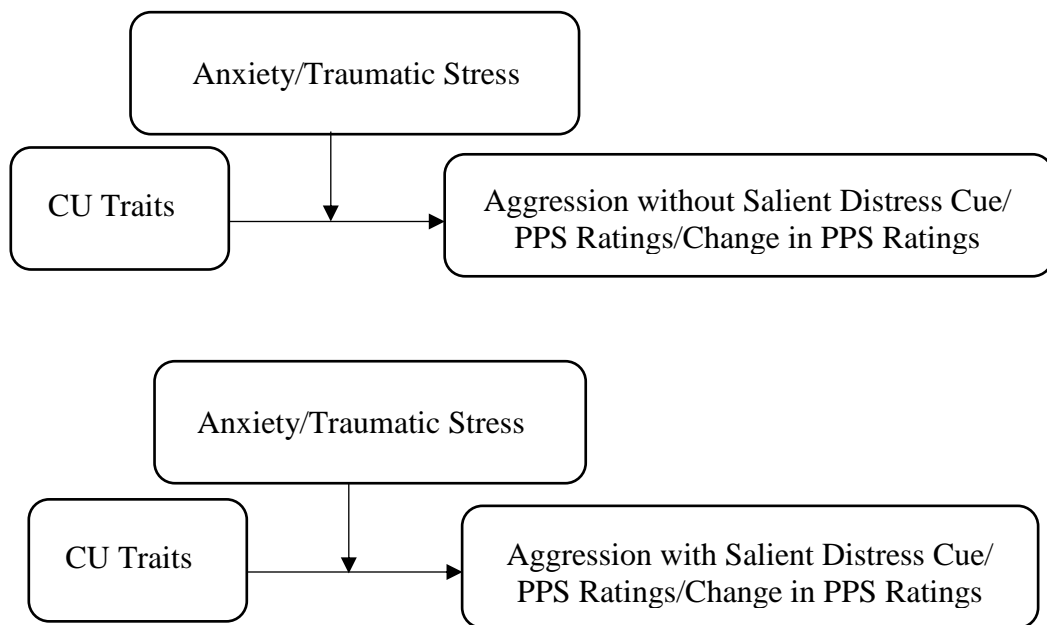 Anxiety/Traumatic Stress
CU Traits
Aggression without Salient Distress Cue/
PPS Ratings/Change in PPS Ratings
Anxiety/Traumatic Stress
CU Traits
Aggression with Salient Distress Cue/
PPS Ratings/Change in PPS Ratings